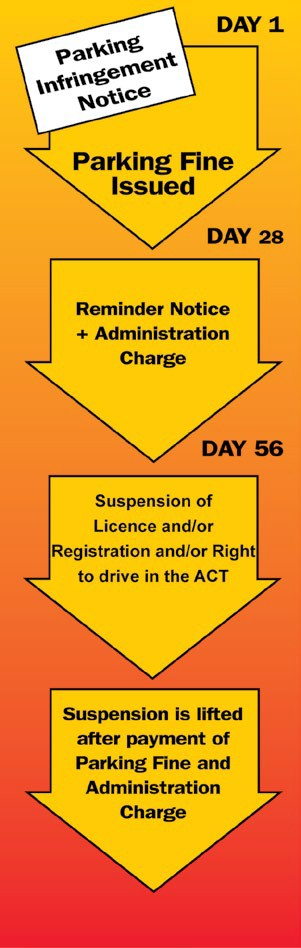 DAY 1
Parking
Infringement
Notice
Parking Fine
Issued
DAY 28
Reminder Notice
+ Administration
Charge
DAY 56
Suspension of
Licence and/or
Registration and/or Right
to drive in the ACT
Suspension is lifted
after payment of
Parking Fine and
Administration
Charge